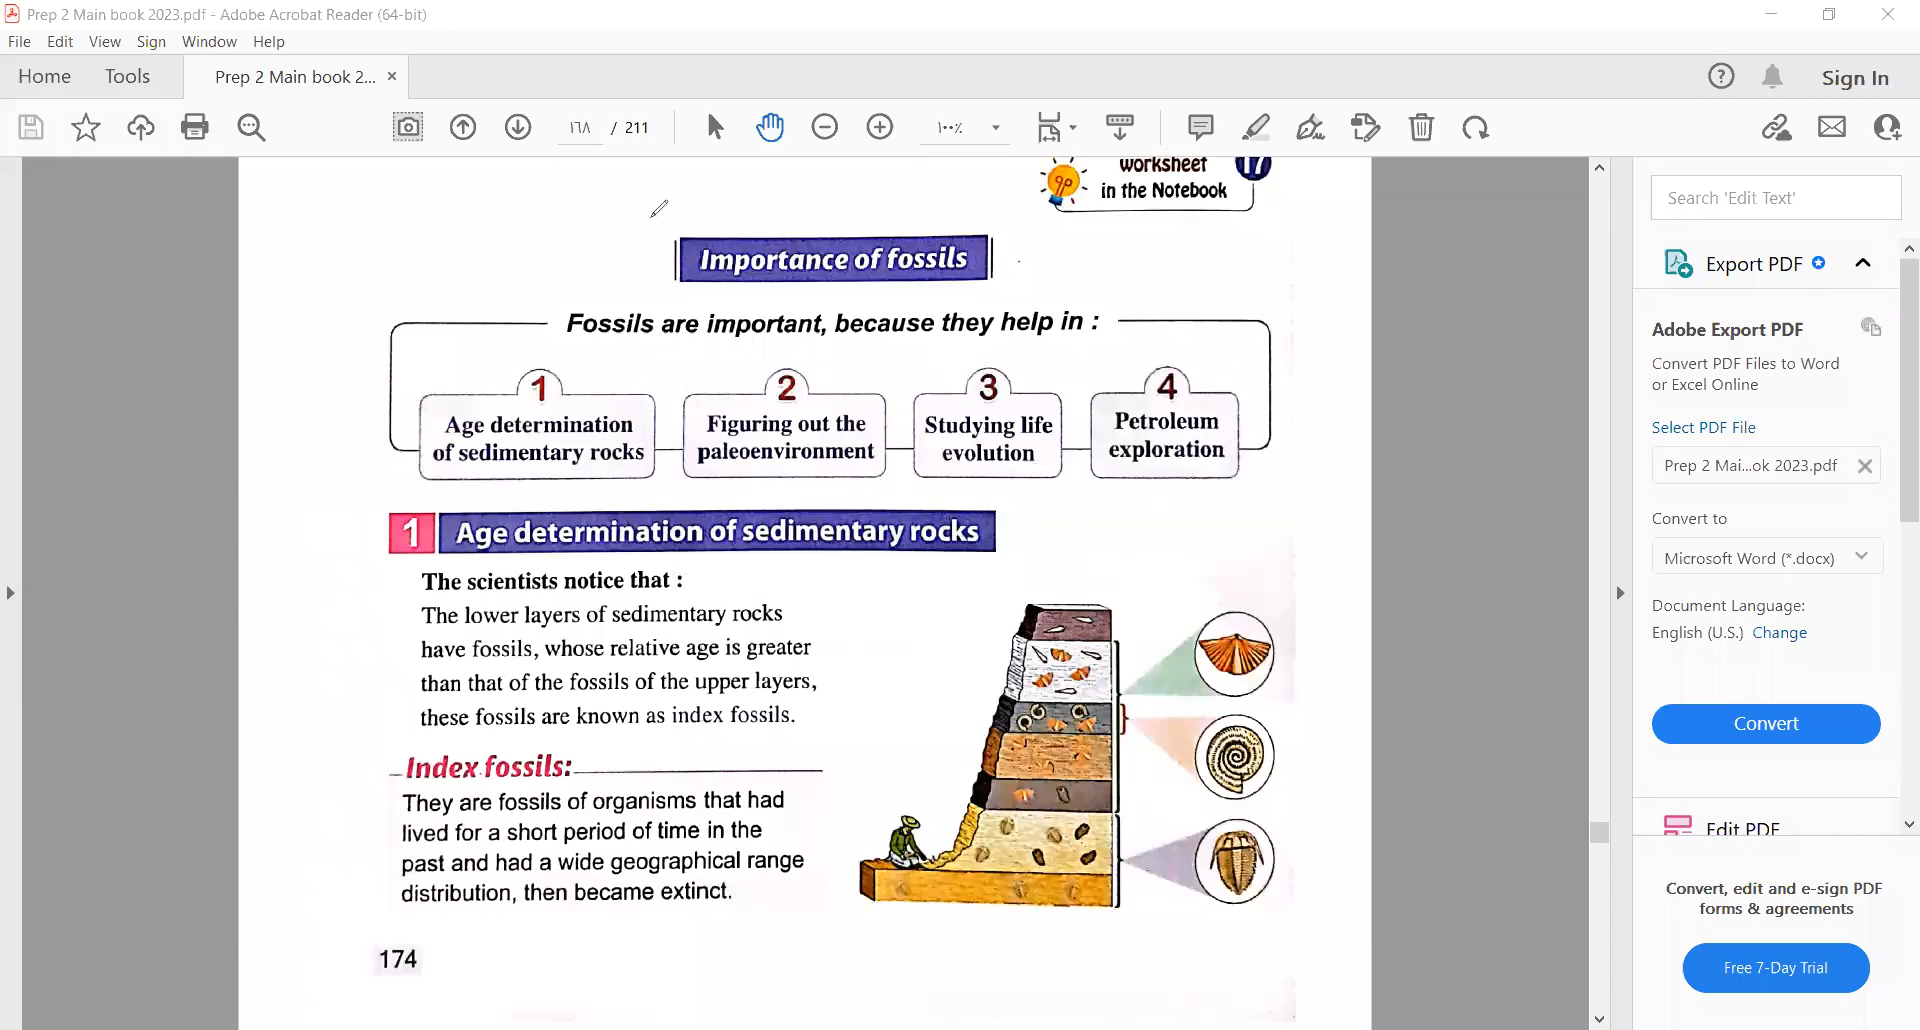 Prep 2 Main book 2023.pdf - Adobe Acrobat Reader (64-bit)
File Edit View Sign Window Help
Home Tools Prep 2 Main book 2... × Sign In
١٦٨ / 211 ١٠٠٪
worksheet 17
in the Notebook
Importance of fossils
Fossils are important, because they help in :
1 2 3 4
Age determination
of sedimentary rocks
Figuring out the
paleoenvironment
Studying life
evolution
Petroleum
exploration
1 Age determination of sedimentary rocks
The scientists notice that :
The lower layers of sedimentary rocks
have fossils, whose relative age is greater
than that of the fossils of the upper layers,
these fossils are known as index fossils.
Index fossils:
They are fossils of organisms that had
lived for a short period of time in the
past and had a wide geographical range
distribution, then became extinct.
174
Search 'Edit Text'
Export PDF
Adobe Export PDF
Convert PDF Files to Word
or Excel Online
Select PDF File
Prep 2 Mai...ok 2023.pdf
Convert to
Microsoft Word (*.docx)
Document Language:
English (U.S.) Change
Convert
Edit PDF
Convert, edit and e-sign PDF
forms & agreements
Free 7-Day Trial